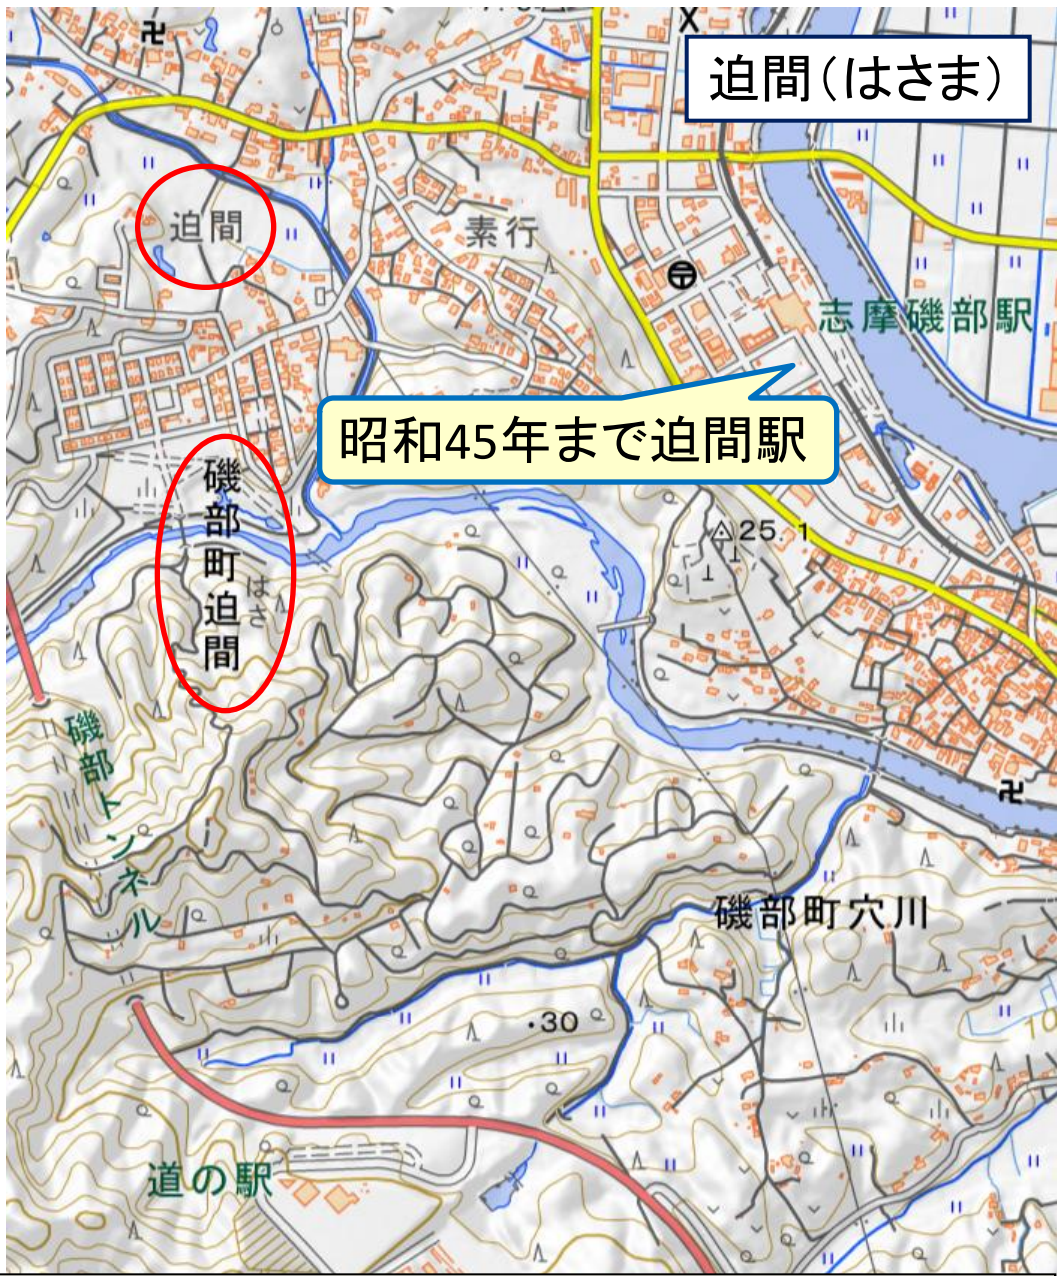 迫間（はさま）
迫間
素行
志摩磯部駅
昭和45年まで迫間駅
磯部町迫間
はさ
25.1
磯部トンネル
磯部町穴川
・30
道の駅